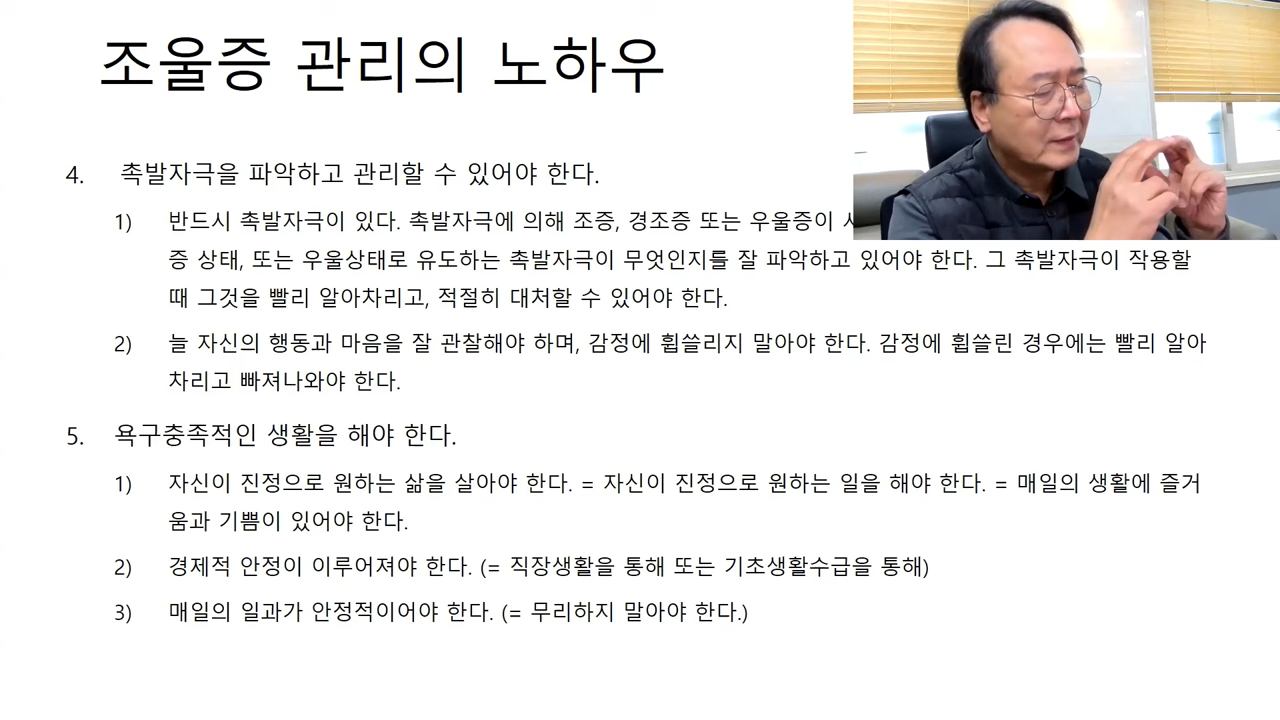 조울증 관리의 노하우
4. 촉발자극을 파악하고 관리할 수 있어야 한다.
1) 반드시 촉발자극이 있다. 촉발자극에 의해 조증, 경조증 또는 우울증이
증 상태, 또는 우울상태로 유도하는 촉발자극이 무엇인지를 잘 파악하고 있어야 한다. 그 촉발자극이 작용할
때 그것을 빨리 알아차리고, 적절히 대처할 수 있어야 한다.
2) 늘 자신의 행동과 마음을 잘 관찰해야 하며, 감정에 휩쓸리지 말아야 한다. 감정에 휩쓸린 경우에는 빨리 알아
차리고 빠져나와야 한다.
5. 욕구충족적인 생활을 해야 한다.
1) 자신이 진정으로 원하는 삶을 살아야 한다. = 자신이 진정으로 원하는 일을 해야 한다. = 매일의 생활에 즐거
움과 기쁨이 있어야 한다.
2) 경제적 안정이 이루어져야 한다. (= 직장생활을 통해 또는 기초생활수급을 통해)
3) 매일의 일과가 안정적이어야 한다. (= 무리하지 말아야 한다.)